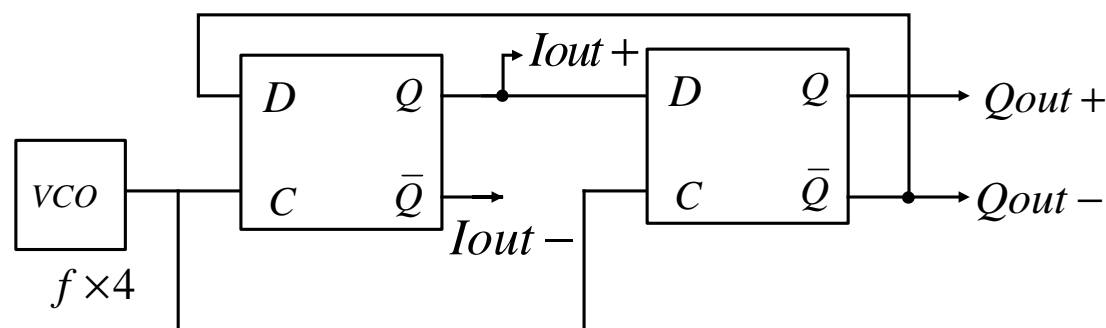 Iout +
D Q
D Q
Qout +
VCO
C Q̄
C Q̄
Qout −
Iout −
f ×4